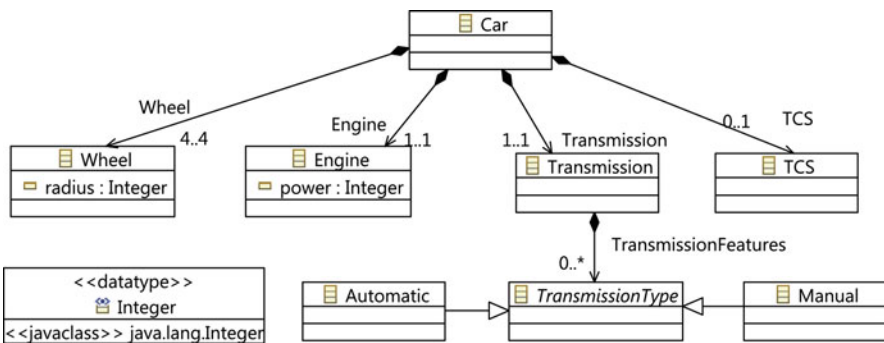 Car
Wheel
4..4
Engine
1..1
1..1
Transmission
0..1
TCS
Wheel
radius : Integer
Engine
power : Integer
Transmission
TCS
TransmissionFeatures
0..*
<<datatype>>
Integer
<<javaclass>> java.lang.Integer
Automatic
TransmissionType
Manual